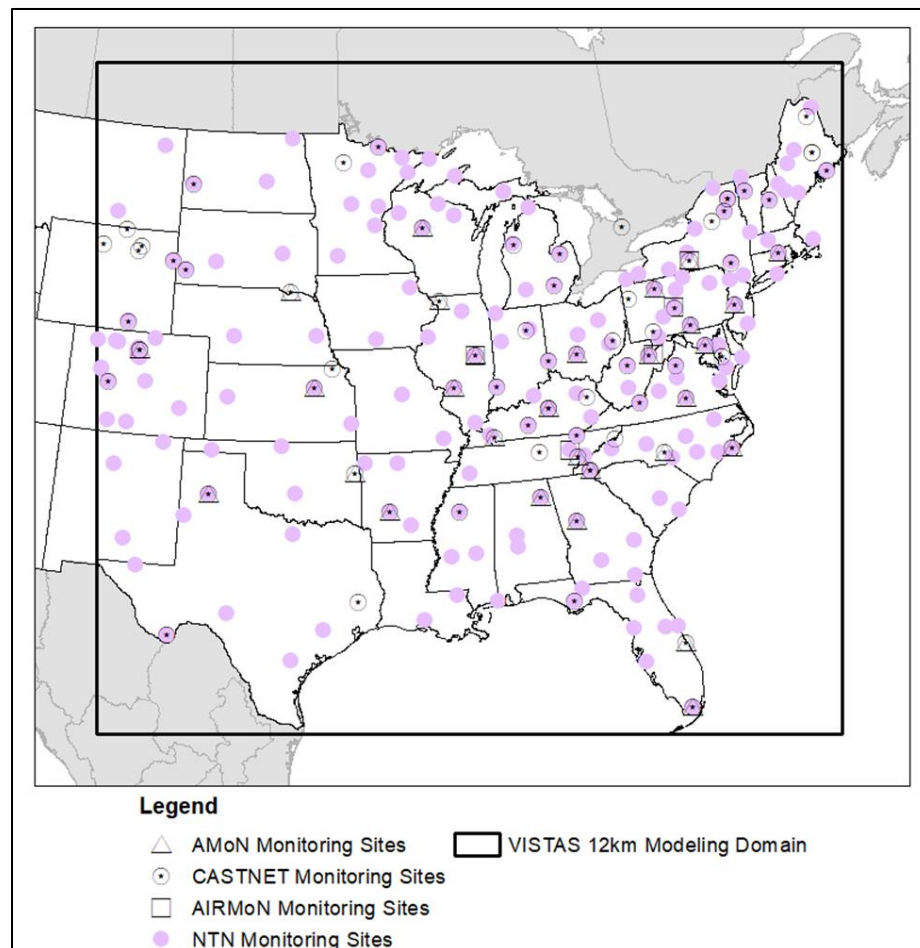 Legend
AMoN Monitoring Sites
VISTAS 12km Modeling Domain
CASTNET Monitoring Sites
AIRMoN Monitoring Sites
NTN Monitoring Sites